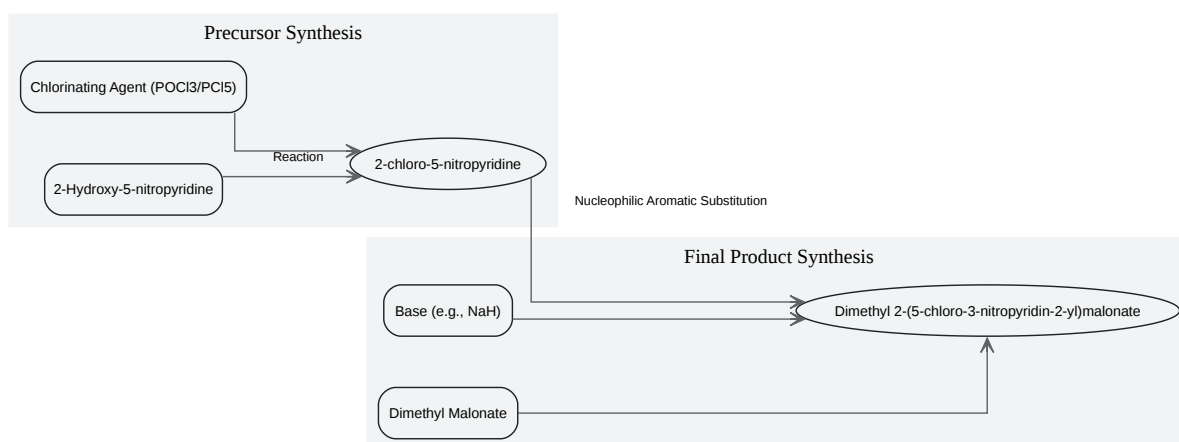 Precursor Synthesis
Chlorinating Agent (POCl3/PCl5)
Reaction
2-chloro-5-nitropyridine
2-Hydroxy-5-nitropyridine
Nucleophilic Aromatic Substitution
Final Product Synthesis
Base (e.g., NaH)
Dimethyl 2-(5-chloro-3-nitropyridin-2-yl)malonate
Dimethyl Malonate